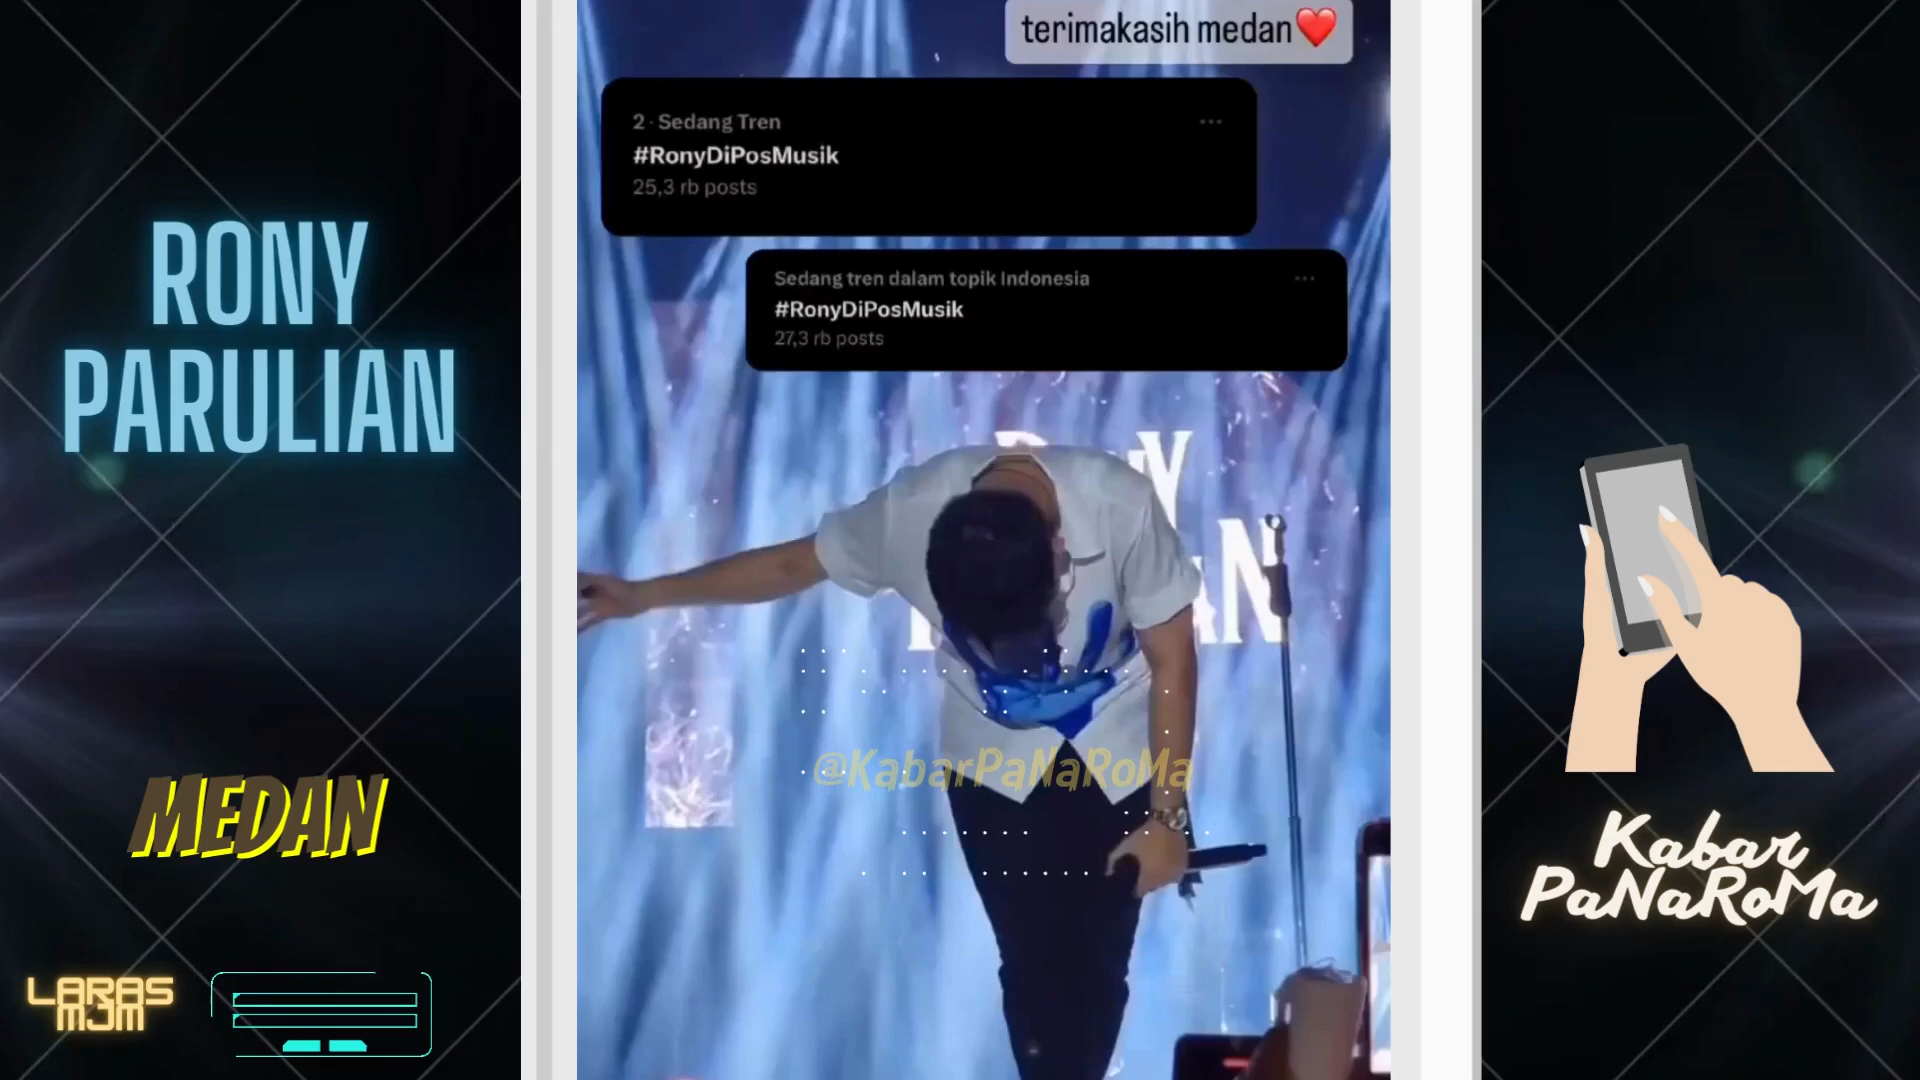 terimakasih medan❤️
2 · Sedang Tren
#RonyDiPosMusik
25,3 rb posts
Sedang tren dalam topik Indonesia
#RonyDiPosMusik
27,3 rb posts
RONY
PARULIAN
@KabarPaNaRoMa
MEDAN
Kabar
PaNaRoMa
LARAS
MJM